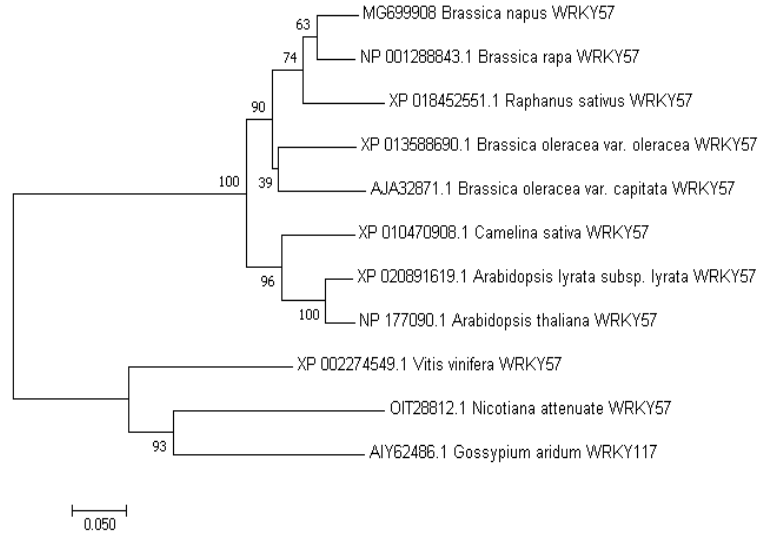 MG699908 Brassica napus WRKY57
63
NP 001288843.1 Brassica rapa WRKY57
74
XP 018452551.1 Raphanus sativus WRKY57
90
XP 013588690.1 Brassica oleracea var. oleracea WRKY57
100
39
AJA32871.1 Brassica oleracea var. capitata WRKY57
XP 010470908.1 Camelina sativa WRKY57
96
XP 020891619.1 Arabidopsis lyrata subsp. lyrata WRKY57
100
NP 177090.1 Arabidopsis thaliana WRKY57
XP 002274549.1 Vitis vinifera WRKY57
OIT28812.1 Nicotiana attenuate WRKY57
93
AIY62486.1 Gossypium aridum WRKY117
0.050